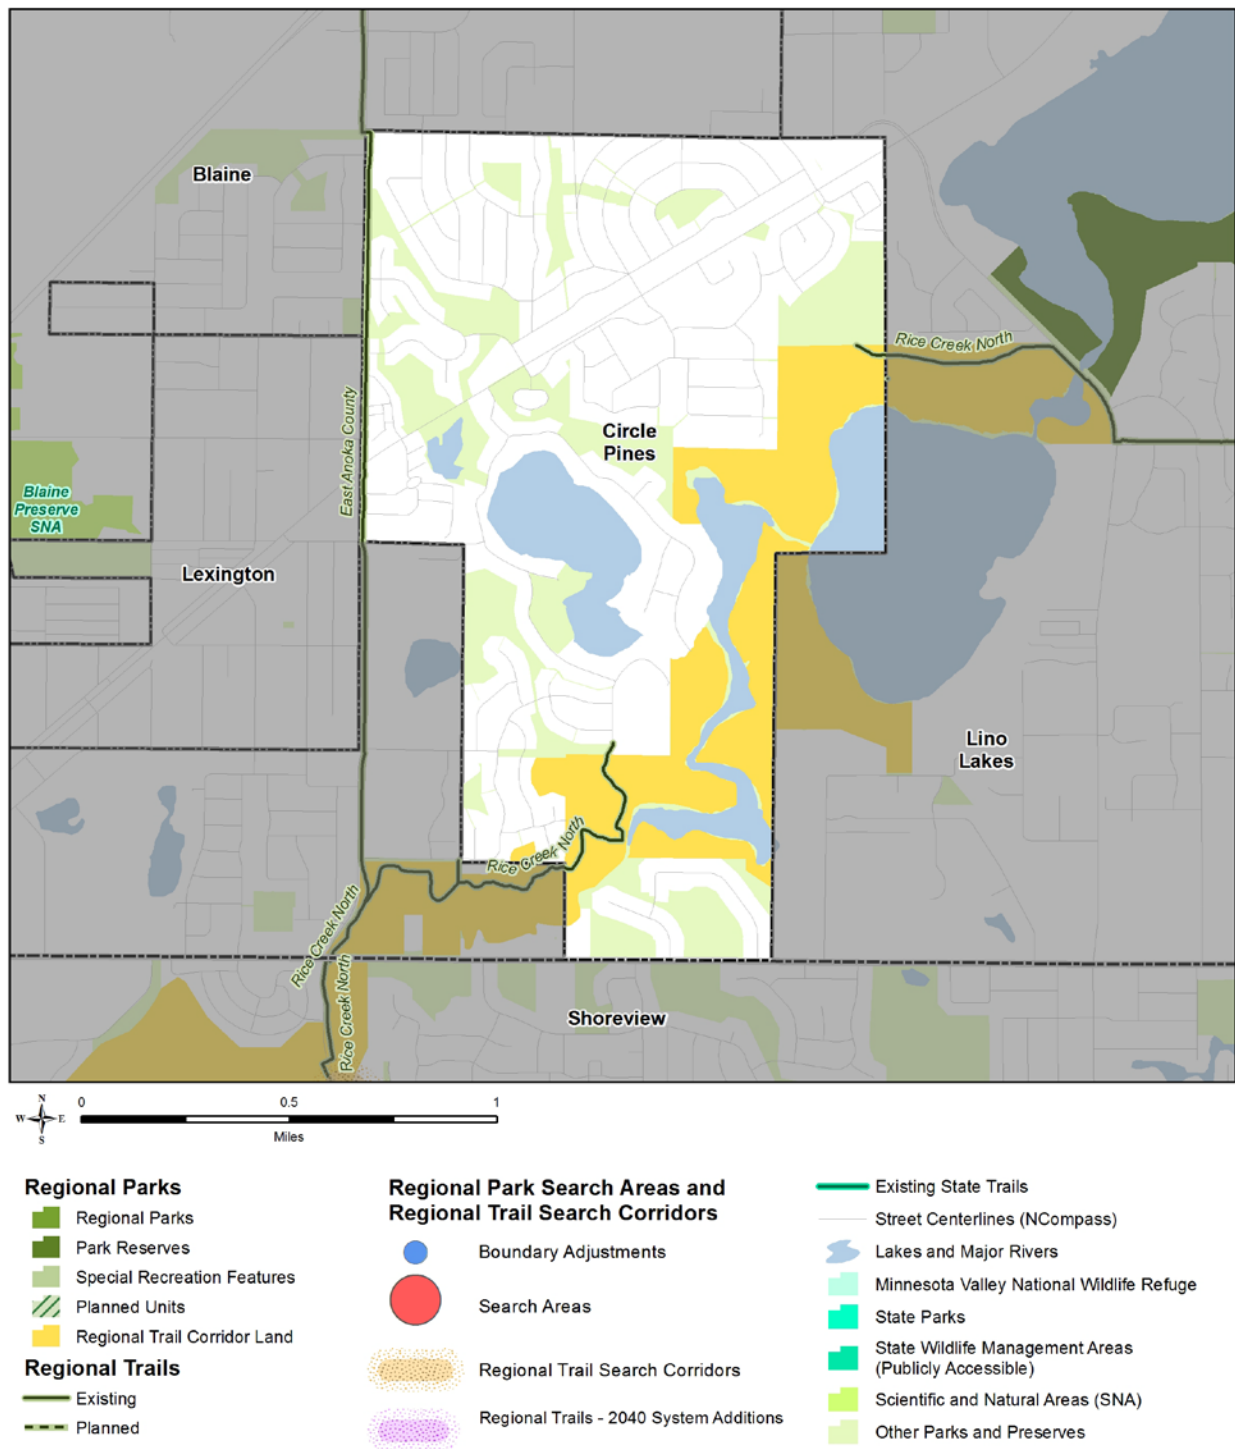 Blaine
Rice Creek North
East Anoka County
Circle
Pines
Blaine
Preserve
SNA
Lexington
Lino
Lakes
Rice Creek North
Rice Creek North
Rice Creek North
Shoreview
N
W E
S
0 0.5 1
Miles
Regional Parks
Regional Parks
Park Reserves
Special Recreation Features
Planned Units
Regional Trail Corridor Land
Regional Trails
Existing
Planned
Regional Park Search Areas and
Regional Trail Search Corridors
Boundary Adjustments
Search Areas
Regional Trail Search Corridors
Regional Trails - 2040 System Additions
Existing State Trails
Street Centerlines (NCompass)
Lakes and Major Rivers
Minnesota Valley National Wildlife Refuge
State Parks
State Wildlife Management Areas
(Publicly Accessible)
Scientific and Natural Areas (SNA)
Other Parks and Preserves